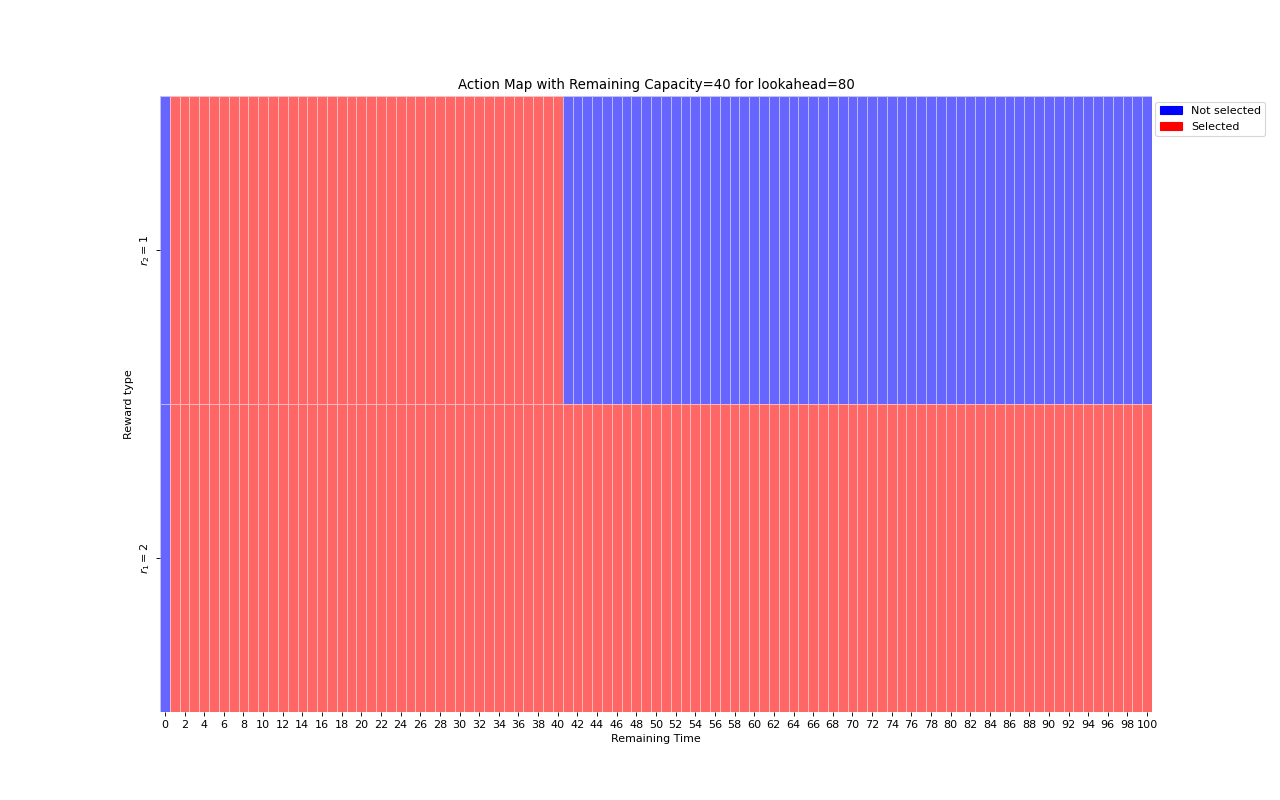 Action Map with Remaining Capacity=40 for lookahead=80
Not selected
Selected
r₂ = 1
Reward type
r₁ = 2
0 2 4 6 8 10 12 14 16 18 20 22 24 26 28 30 32 34 36 38 40 42 44 46 48 50 52 54 56 58 60 62 64 66 68 70 72 74 76 78 80 82 84 86 88 90 92 94 96 98 100
Remaining Time